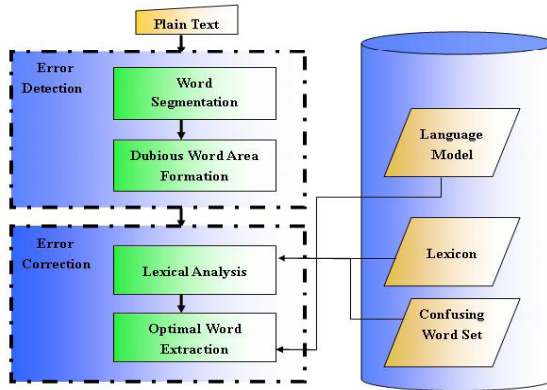 Plain Text
Error
Detection
Word
Segmentation
Dubious Word Area
Formation
Error
Correction
Lexical Analysis
Optimal Word
Extraction
Language
Model
Lexicon
Confusing
Word Set